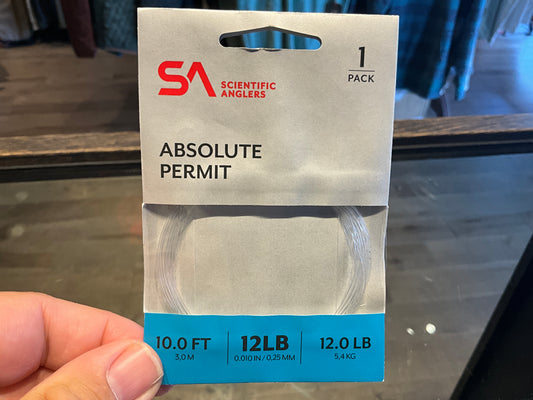 SA SCIENTIFIC
ANGLERS
1
PACK
ABSOLUTE
PERMIT
10.0 FT
3,0 M
12LB
0.010 IN / 0,25 MM
12.0 LB
5,4 KG